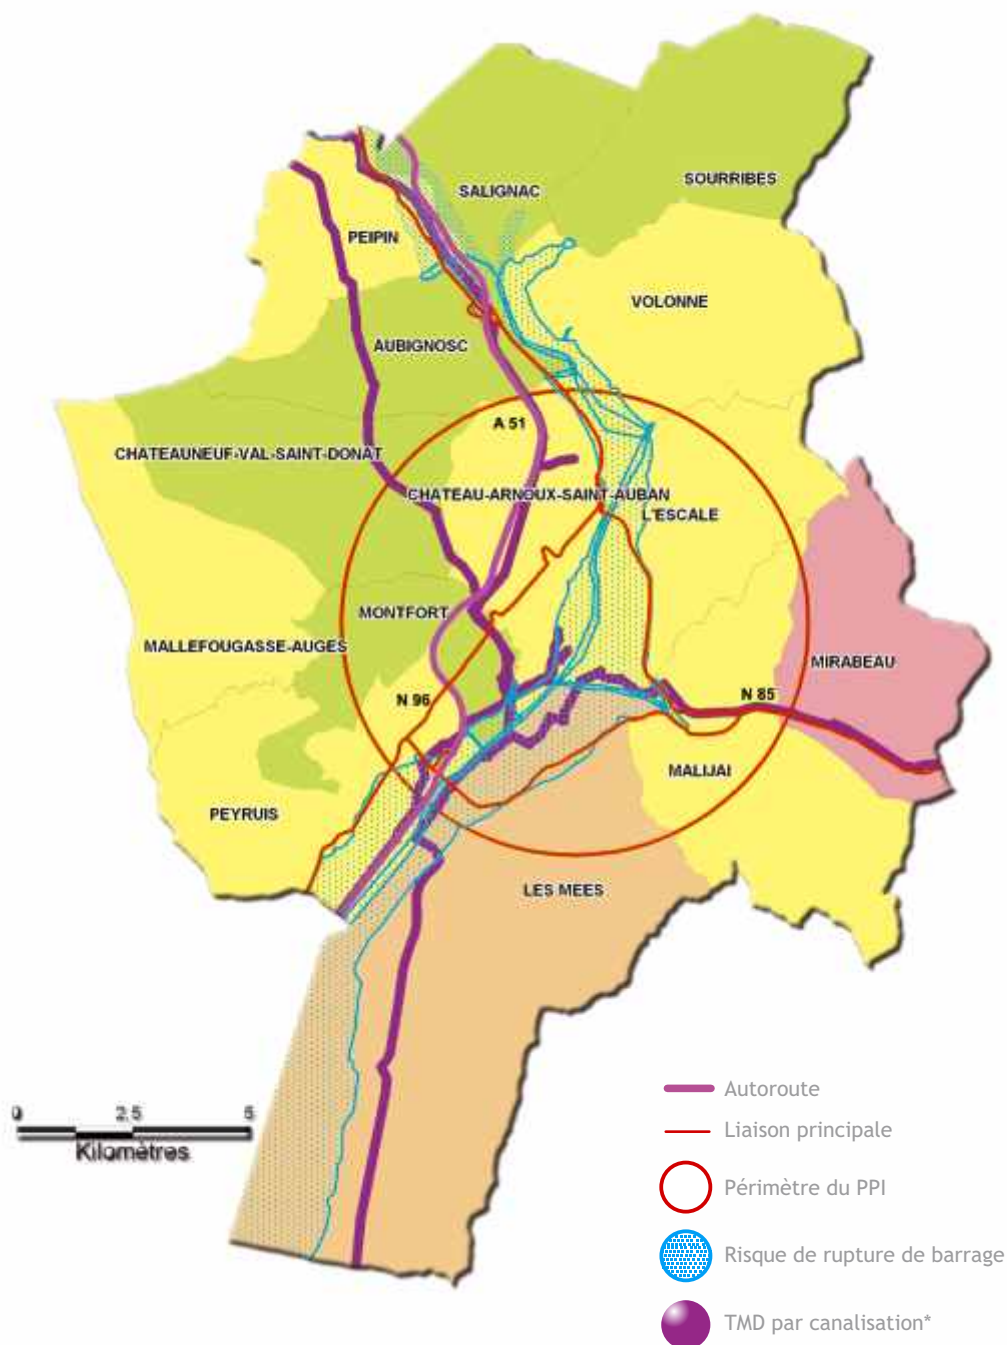 SOURRIBES
SALIGNAC
PEIPIN
VOLONNE
AUBIGNOSC
A 51
CHATEAUNEUF-VAL-SAINT-DONAT
CHATEAU-ARNOUX-SAINT-AUBAN
L'ESCALE
MONTFORT
MALLEFOUGASSE-AUGES
MIRABEAU
N 96
N 85
MALIJAI
PEYRUIS
LES MEES
0 2.5 5
Kilomètres
Autoroute
Liaison principale
Périmètre du PPI
Risque de rupture de barrage
TMD par canalisation*